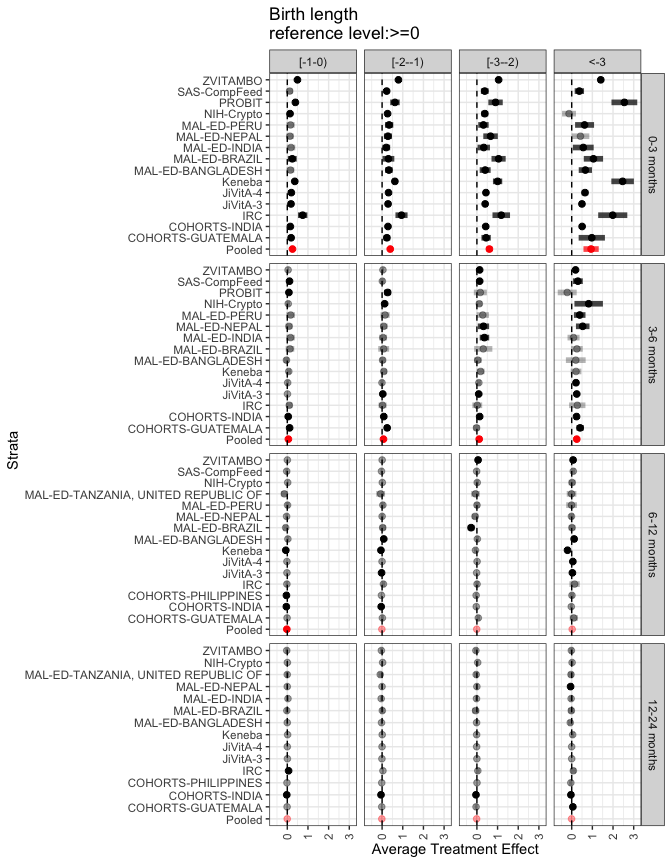 Birth length
reference level:>=0
[-1-0)
[-2--1)
[-3--2)
<-3
ZVITAMBO
SAS-CompFeed
PROBIT
NIH-Crypto
MAL-ED-PERU
MAL-ED-NEPAL
MAL-ED-INDIA
MAL-ED-BRAZIL
MAL-ED-BANGLADESH
Keneba
JiVitA-4
JiVitA-3
IRC
COHORTS-INDIA
COHORTS-GUATEMALA
Pooled
0-3 months
ZVITAMBO
SAS-CompFeed
PROBIT
NIH-Crypto
MAL-ED-PERU
MAL-ED-NEPAL
MAL-ED-INDIA
MAL-ED-BRAZIL
MAL-ED-BANGLADESH
Keneba
JiVitA-4
JiVitA-3
IRC
COHORTS-INDIA
COHORTS-GUATEMALA
Pooled
3-6 months
Strata
ZVITAMBO
SAS-CompFeed
NIH-Crypto
MAL-ED-TANZANIA, UNITED REPUBLIC OF
MAL-ED-PERU
MAL-ED-NEPAL
MAL-ED-BRAZIL
MAL-ED-BANGLADESH
Keneba
JiVitA-4
JiVitA-3
IRC
COHORTS-PHILIPPINES
COHORTS-INDIA
COHORTS-GUATEMALA
Pooled
6-12 months
ZVITAMBO
NIH-Crypto
MAL-ED-TANZANIA, UNITED REPUBLIC OF
MAL-ED-NEPAL
MAL-ED-INDIA
MAL-ED-BRAZIL
MAL-ED-BANGLADESH
Keneba
JiVitA-4
JiVitA-3
IRC
COHORTS-PHILIPPINES
COHORTS-INDIA
COHORTS-GUATEMALA
Pooled
12-24 months
0 1 2 3 0 1 2 3 0 1 2 3 0 1 2 3
Average Treatment Effect